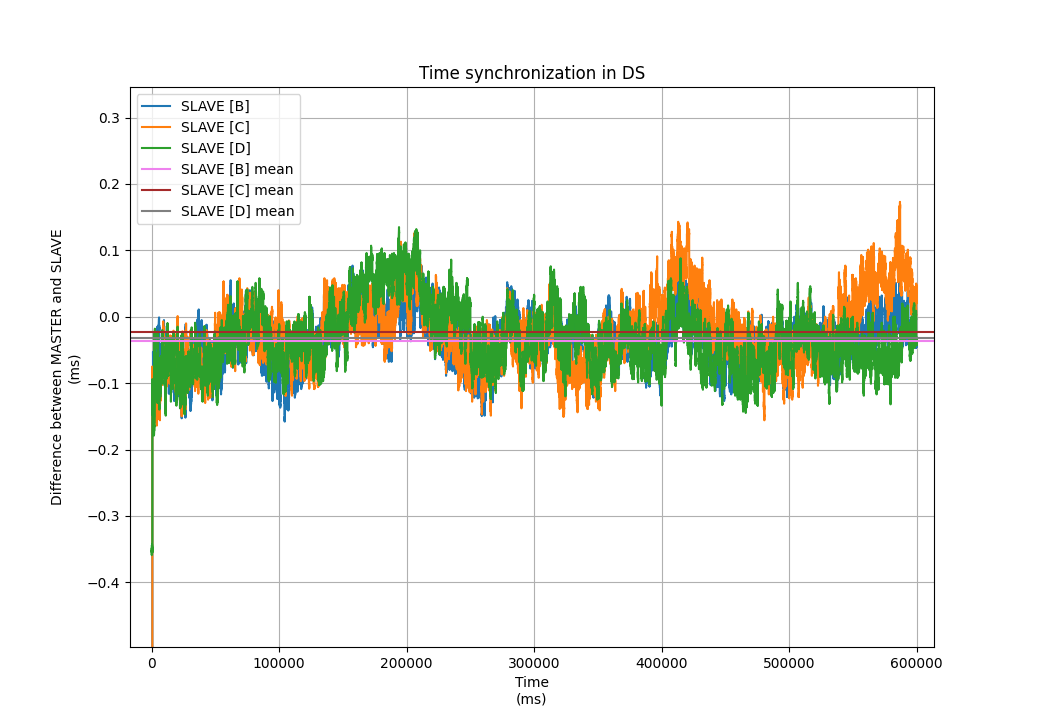 Time synchronization in DS
SLAVE [B]
SLAVE [C]
SLAVE [D]
SLAVE [B] mean
SLAVE [C] mean
SLAVE [D] mean
0.3
0.2
0.1
0.0
−0.1
−0.2
−0.3
−0.4
Difference between MASTER and SLAVE
(ms)
0
100000
200000
300000
400000
500000
600000
Time
(ms)